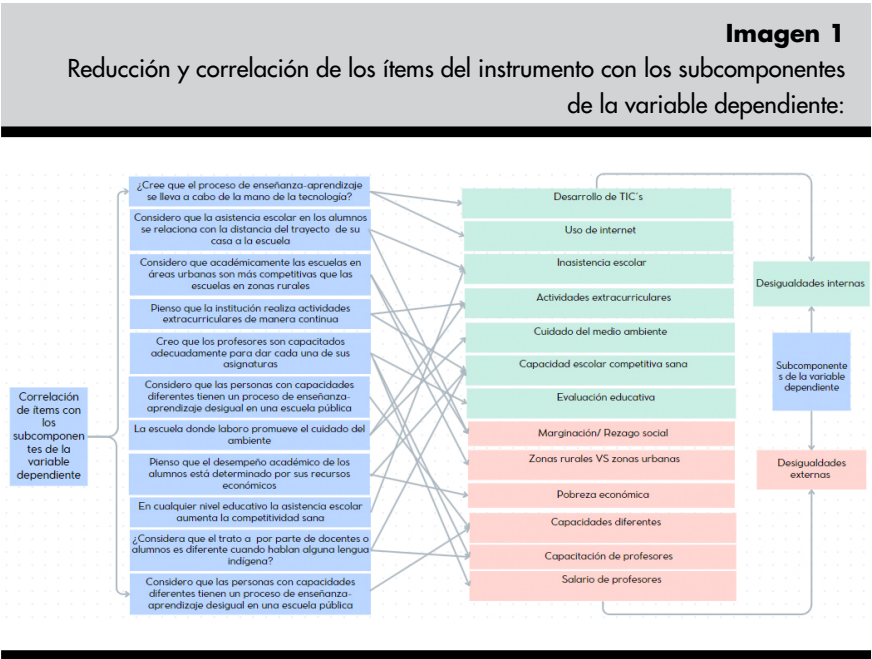 Imagen 1
Reducción y correlación de los ítems del instrumento con los subcomponentes
de la variable dependiente:
Correlación
de ítems con
los
subcomponen
tes de la
variable
dependiente
¿Cree que el proceso de enseñanza-aprendizaje
se lleva a cabo de la mano de la tecnología?
Considero que la asistencia escolar en los alumnos
se relaciona con la distancia del trayecto de su
casa a la escuela
Considero que académicamente las escuelas en
áreas urbanas son más competitivas que las
escuelas en zonas rurales
Pienso que la institución realiza actividades
extracurriculares de manera continua
Creo que los profesores son capacitados
adecuadamente para dar cada una de sus
asignaturas
Considero que las personas con capacidades
diferentes tienen un proceso de enseñanza-
aprendizaje desigual en una escuela pública
La escuela donde laboro promueve el cuidado del
ambiente
Pienso que el desempeño académico de los
alumnos está determinado por sus recursos
económicos
En cualquier nivel educativo la asistencia escolar
aumenta la competitividad sana
¿Considera que el trato a por parte de docentes o
alumnos es diferente cuando hablan alguna lengua
indígena?
Considero que las personas con capacidades
diferentes tienen un proceso de enseñanza-
aprendizaje desigual en una escuela pública
Desarrollo de TIC´s
Uso de internet
Inasistencia escolar
Actividades extracurriculares
Cuidado del medio ambiente
Capacidad escolar competitiva sana
Evaluación educativa
Marginación/ Rezago social
Zonas rurales VS zonas urbanas
Pobreza económica
Capacidades diferentes
Capacitación de profesores
Salario de profesores
Desigualdades internas
Subcomponente
s de la variable
dependiente
Desigualdades
externas